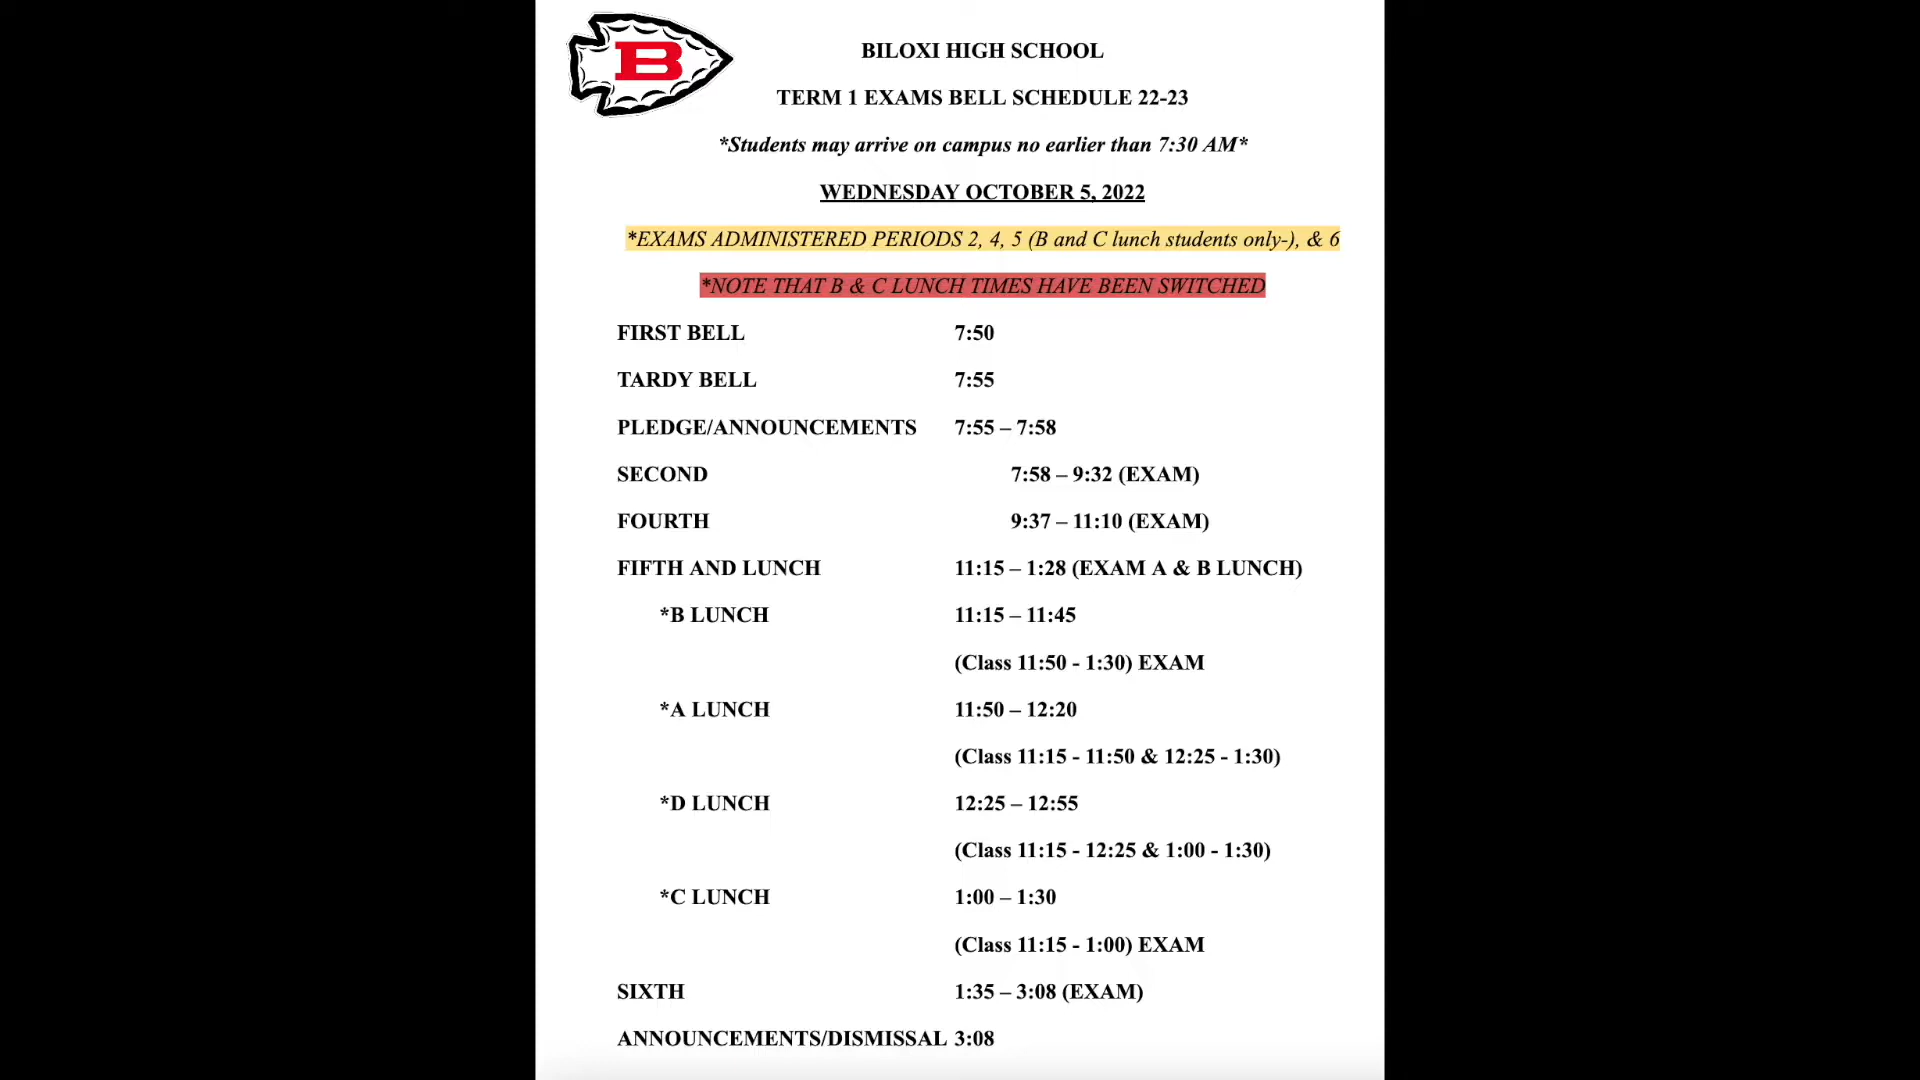 B
BILOXI HIGH SCHOOL
TERM 1 EXAMS BELL SCHEDULE 22-23
*Students may arrive on campus no earlier than 7:30 AM*
WEDNESDAY OCTOBER 5, 2022
*EXAMS ADMINISTERED PERIODS 2, 4, 5 (B and C lunch students only-), & 6
*NOTE THAT B & C LUNCH TIMES HAVE BEEN SWITCHED
FIRST BELL 7:50
TARDY BELL 7:55
PLEDGE/ANNOUNCEMENTS 7:55 – 7:58
SECOND 7:58 – 9:32 (EXAM)
FOURTH 9:37 – 11:10 (EXAM)
FIFTH AND LUNCH 11:15 – 1:28 (EXAM A & B LUNCH)
*B LUNCH 11:15 – 11:45
(Class 11:50 - 1:30) EXAM
*A LUNCH 11:50 – 12:20
(Class 11:15 - 11:50 & 12:25 - 1:30)
*D LUNCH 12:25 – 12:55
(Class 11:15 - 12:25 & 1:00 - 1:30)
*C LUNCH 1:00 – 1:30
(Class 11:15 - 1:00) EXAM
SIXTH 1:35 – 3:08 (EXAM)
ANNOUNCEMENTS/DISMISSAL 3:08